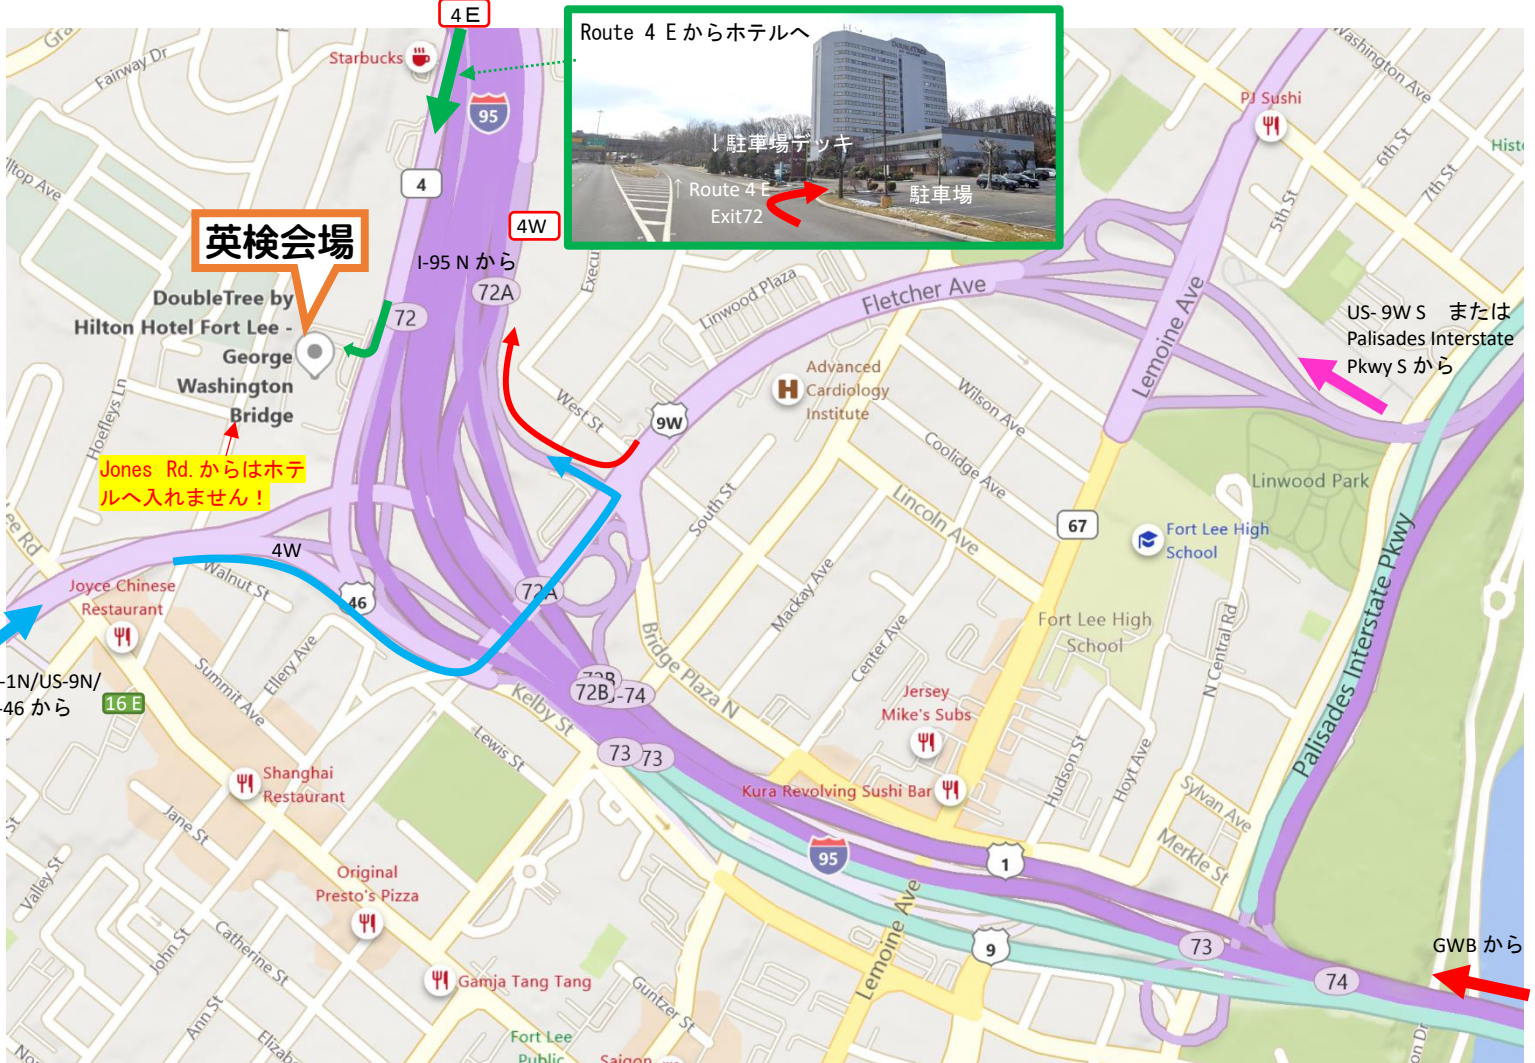 4E
Route 4 E からホテルへ
DOUBLETREE
↓駐車場デッキ
↑ Route 4 E
Exit72
駐車場
Starbucks
Fairway Dr
95
4
4W
I-95 N から
72A
72
英検会場
DoubleTree by
Hilton Hotel Fort Lee -
George
Washington
Bridge
Hoefleys Ln
Jones Rd. からはホテ
ルへ入れません！
Washington Ave
PJ Sushi
6th St
7th St
5th St
Linwood Plaza
Fletcher Ave
Lemoine Ave
US- 9W S または
Palisades Interstate
Pkwy S から
Advanced
Cardiology
Institute
West St
9W
Wilson Ave
Coolidge Ave
Lincoln Ave
South St
Linwood Park
67
Fort Lee High
School
Fort Lee High
School
4W
Walnut St
46
72A
Joyce Chinese
Restaurant
Mackay Ave
Center Ave
N Central Rd
Palisades Interstate Pkwy
Bridge Plaza N
-1N/US-9N/
-46 から
16 E
Summit Ave
Ellery Ave
Kelby St
72B
72B
-74
73
73
Lewis St
Jersey
Mike's Subs
Kura Revolving Sushi Bar
Hudson St
Hoyt Ave
Sylvan Ave
Merkle St
Shanghai
Restaurant
Jane St
95
1
Valley St
Original
Presto's Pizza
John St
Catherine St
Lemoine Ave
9
73
74
GWB から
Gamja Tang Tang
Guntzer St
Ann St
Fort Lee
Public
Saigon